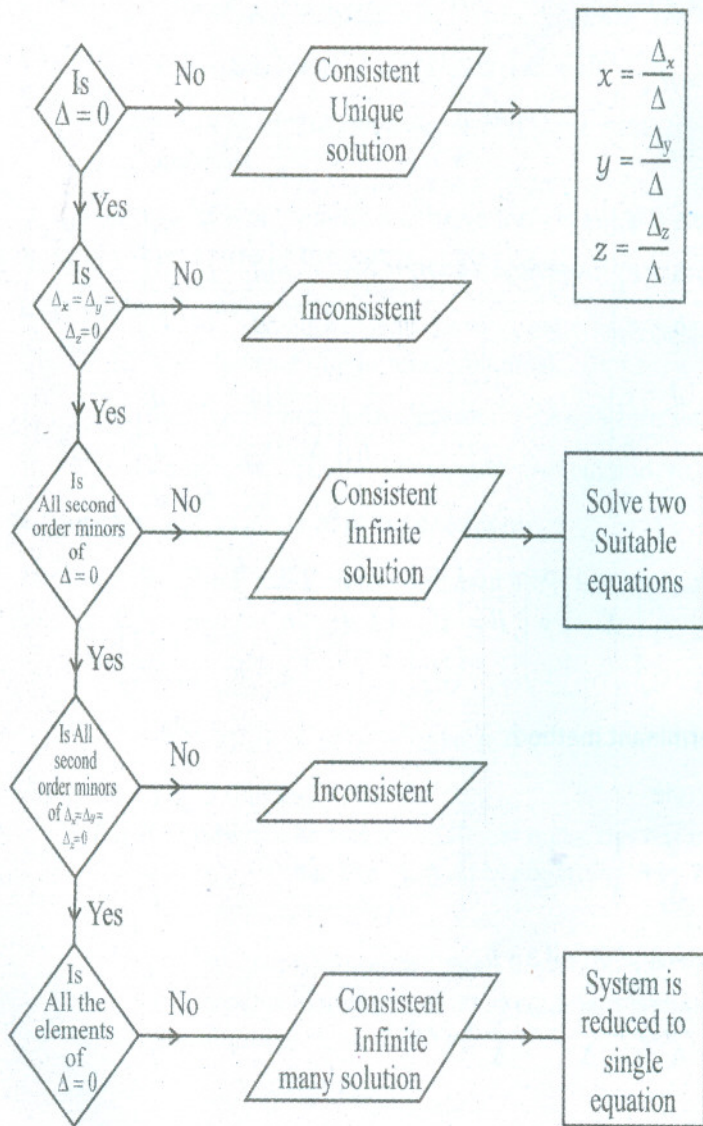 Is
Δ = 0
No
Consistent
Unique
solution
x = Δx/Δ
y = Δy/Δ
z = Δz/Δ
Yes
Is
Δx = Δy =
Δz=0
No
Inconsistent
Yes
Is
All second
order minors
of
Δ = 0
No
Consistent
Infinite
solution
Solve two
Suitable
equations
Yes
Is All
second
order minors
of Δx=Δy=
Δz=0
No
Inconsistent
Yes
Is
All the
elements
of
Δ = 0
No
Consistent
Infinite
many solution
System is
reduced to
single
equation